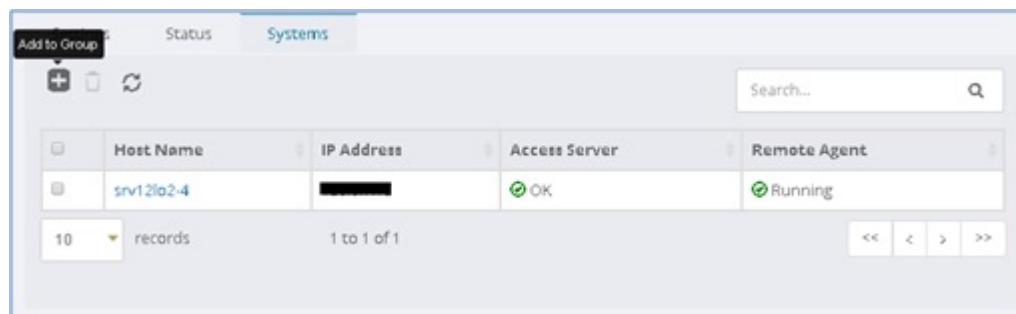 Status Systems
Add to Group
Search...
Host Name IP Address Access Server Remote Agent
srv12lo2-4 OK Running
10 records 1 to 1 of 1 << < > >>